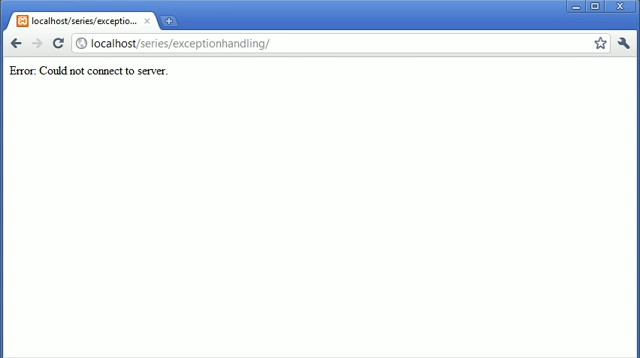 localhost/series/exceptio...
localhost/series/exceptionhandling/
Error: Could not connect to server.